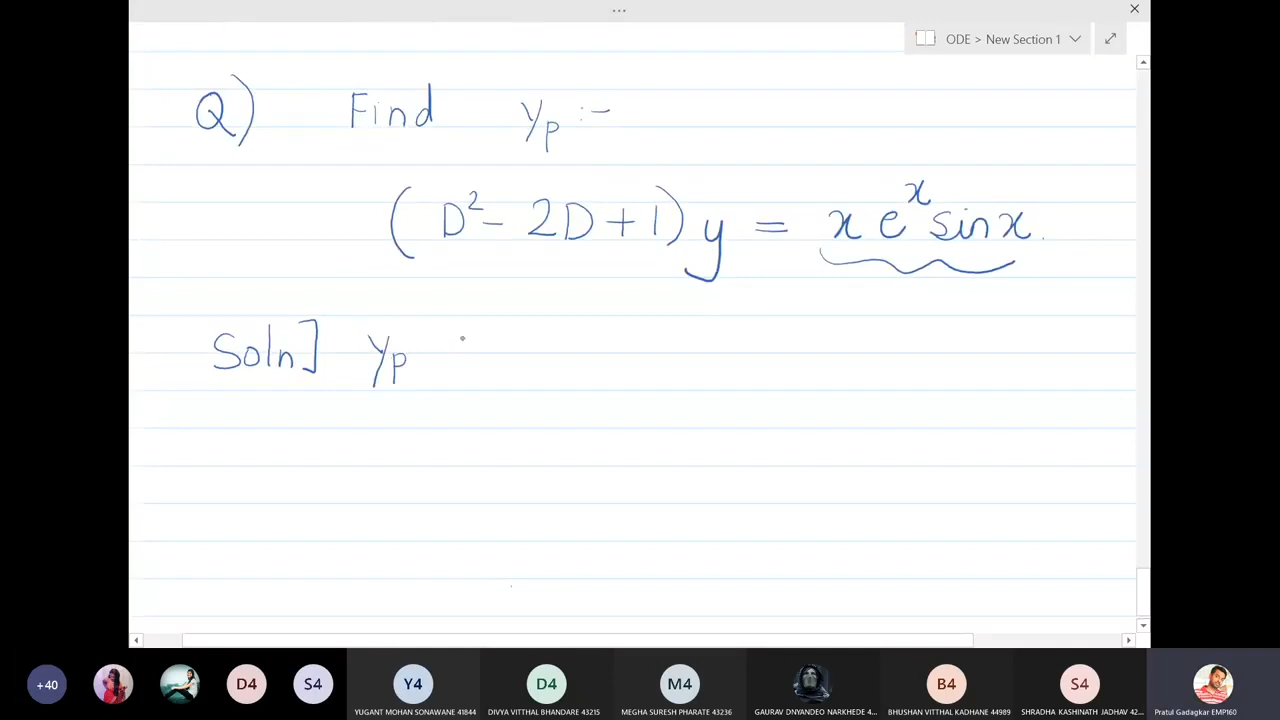 ODE > New Section 1
Q) Find yp :-
(D² - 2D + 1) y = x eˣ sin x.
Soln] yp
+40
D4
S4
Y4
D4
M4
B4
S4
YUGANT MOHAN SONAWANE 41844
DIVYA VITTHAL BHANDARE 43215
MEGHA SURESH PHARATE 43236
GAURAV DNYANDEO NARKHEDE 4...
BHUSHAN VITTHAL KADHANE 44989
SHRADHA KASHINATH JADHAV 42...
Pratul Gadagkar EMP160